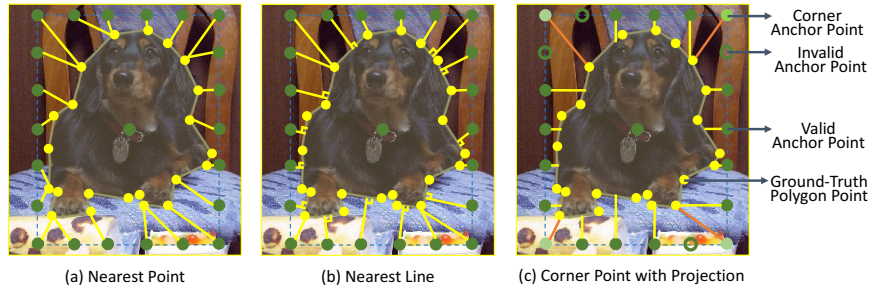 Corner
Anchor Point
Invalid
Anchor Point
Valid
Anchor Point
Ground-Truth
Polygon Point
(a) Nearest Point
(b) Nearest Line
(c) Corner Point with Projection